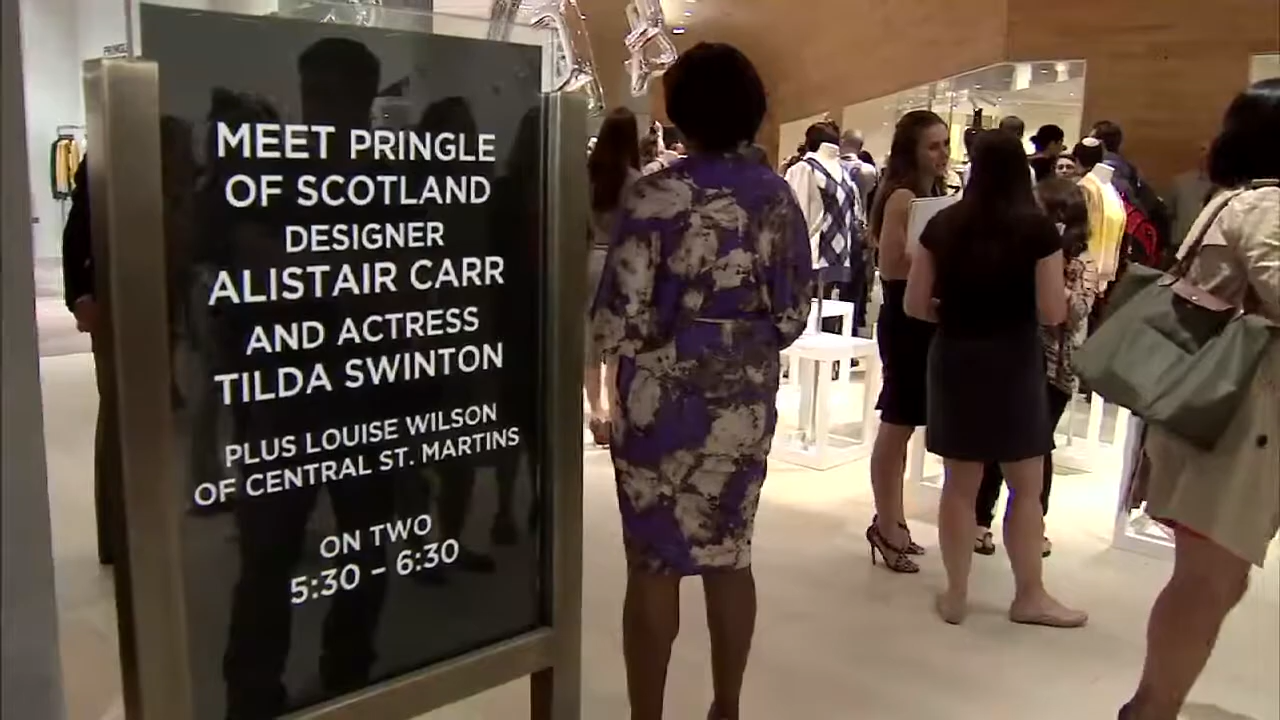 PRINGLE
MEET PRINGLE
OF SCOTLAND
DESIGNER
ALISTAIR CARR
AND ACTRESS
TILDA SWINTON
PLUS LOUISE WILSON
OF CENTRAL ST. MARTINS
ON TWO
5:30 – 6:30